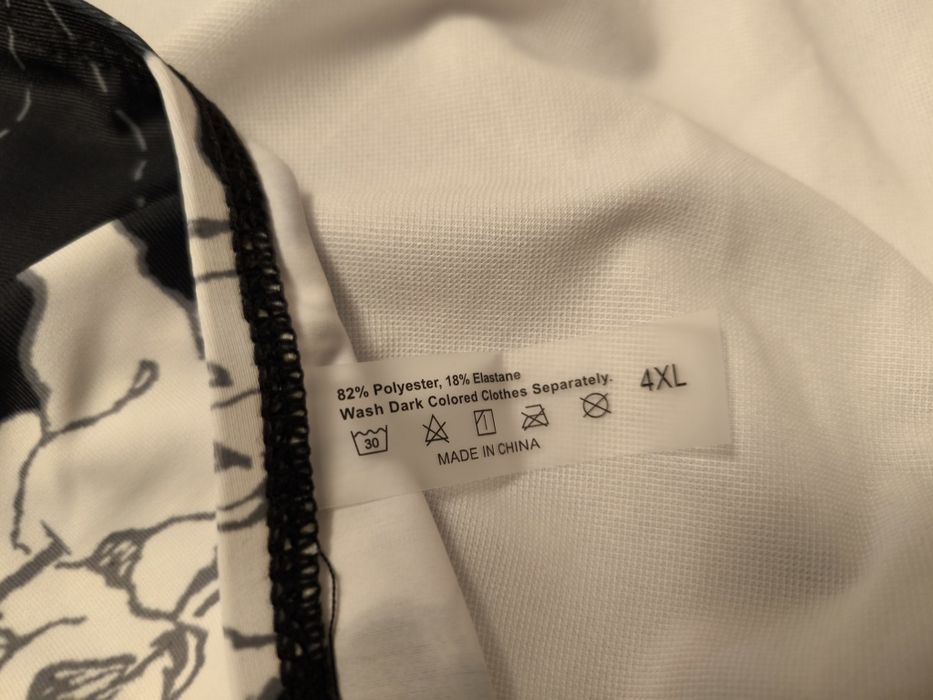 82% Polyester, 18% Elastane
Wash Dark Colored Clothes Separately.
4XL
30
MADE IN CHINA